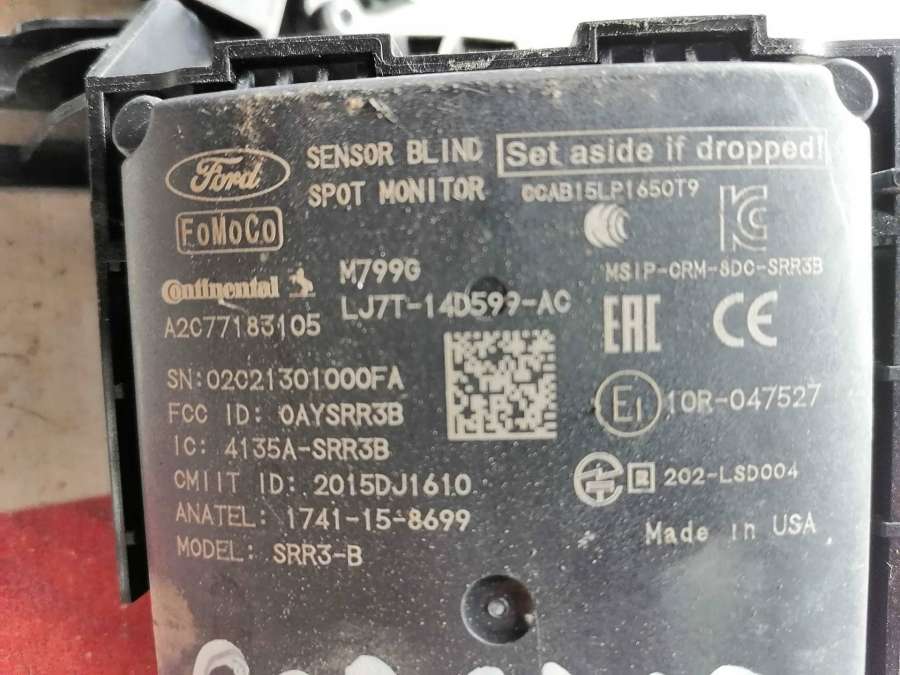 Ford
SENSOR BLIND
SPOT MONITOR
Set aside if dropped!
CCAB15LP1650T9
FoMoCo
MSIP-CRM-8DC-SRR3B
Continental
M799G
A2C77183105
LJ7T-14D599-AC
EAC CE
SN:02C21301000FA
FCC ID: OAYSRR3B
E1 10R-047527
IC: 4135A-SRR3B
CMIIT ID: 2015DJ1610
R 202-LSD004
ANATEL: 1741-15-8699
Made in USA
MODEL: SRR3-B